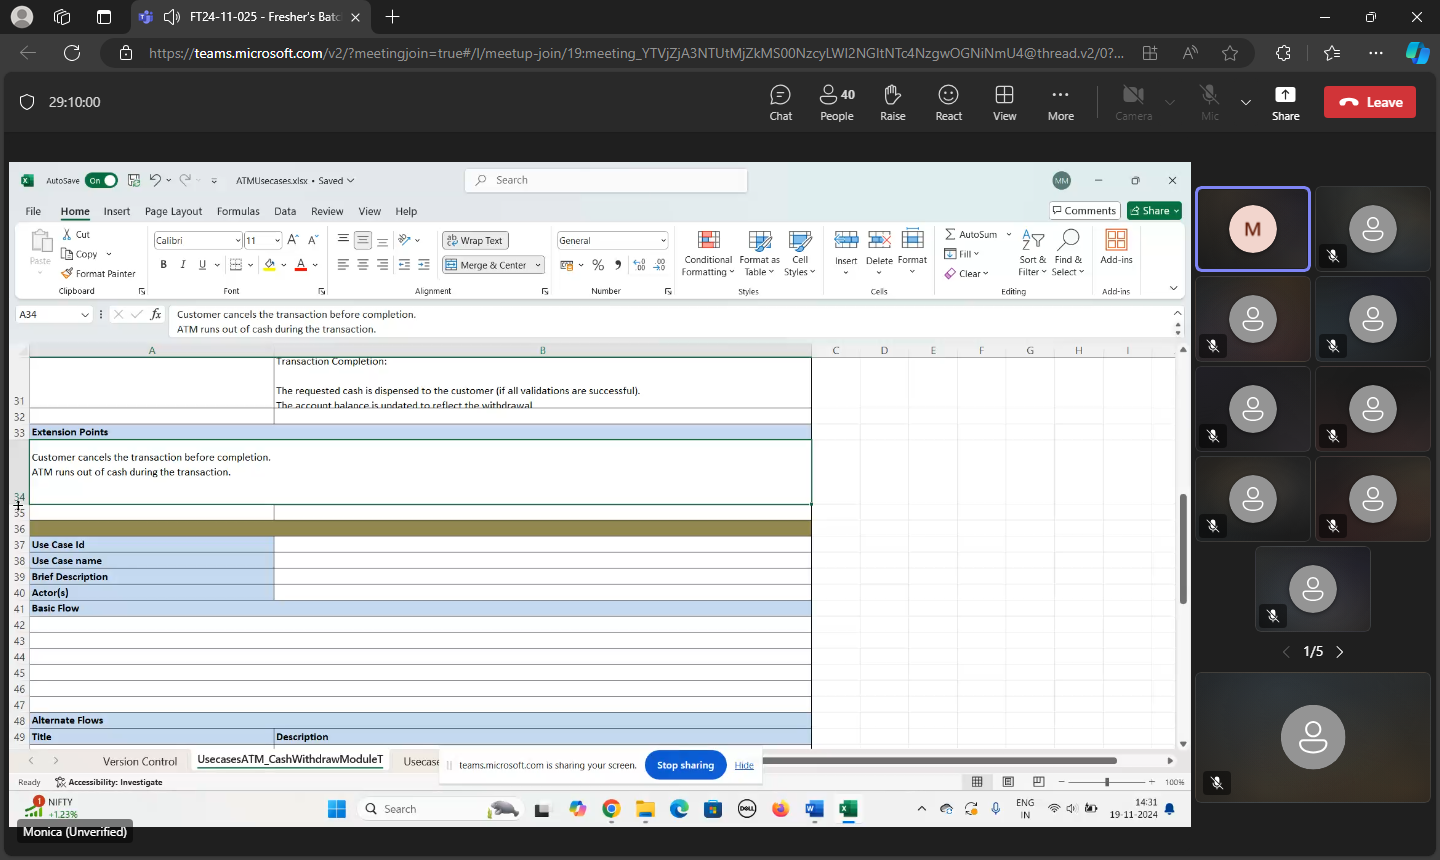 FT24-11-025 - Fresher's Batc
https://teams.microsoft.com/v2/?meetingjoin=true#/l/meetup-join/19:meeting_YTVjZjA3NTUtMjZkMS00NzcyLWI2NGItNTc4NzgwOGNiNmU4@thread.v2/0?...
29:10:00
Chat
40
People
Raise
React
View
More
Camera
Mic
Share
Leave
AutoSave On
ATMUsecases.xlsx • Saved
Search
MM
File Home Insert Page Layout Formulas Data Review View Help
Comments
Share
Paste
Cut
Copy
Format Painter
Clipboard
Calibri 11
B I U
Font
Wrap Text
Merge & Center
Alignment
General
Number
Conditional Formatting
Format as Table
Cell Styles
Styles
Insert Delete Format
Cells
AutoSum
Fill
Clear
Sort & Filter
Find & Select
Editing
Add-ins
Add-ins
A34
fx
Customer cancels the transaction before completion.
ATM runs out of cash during the transaction.
A B C D E F G H I
Transaction Completion:
The requested cash is dispensed to the customer (if all validations are successful).
31
The account balance is updated to reflect the withdrawal
32
33 Extension Points
Customer cancels the transaction before completion.
ATM runs out of cash during the transaction.
34
35
36
37 Use Case Id
38 Use Case name
39 Brief Description
40 Actor(s)
41 Basic Flow
42
43
44
45
46
47
48 Alternate Flows
49 Title Description
Version Control UsecasesATM_CashWithdrawModuleT Usecase
teams.microsoft.com is sharing your screen. Stop sharing Hide
Ready Accessibility: Investigate
100%
1
NIFTY
+1.23%
Search
DELL
ENG
IN
14:31
19-11-2024
Monica (Unverified)
M
1/5